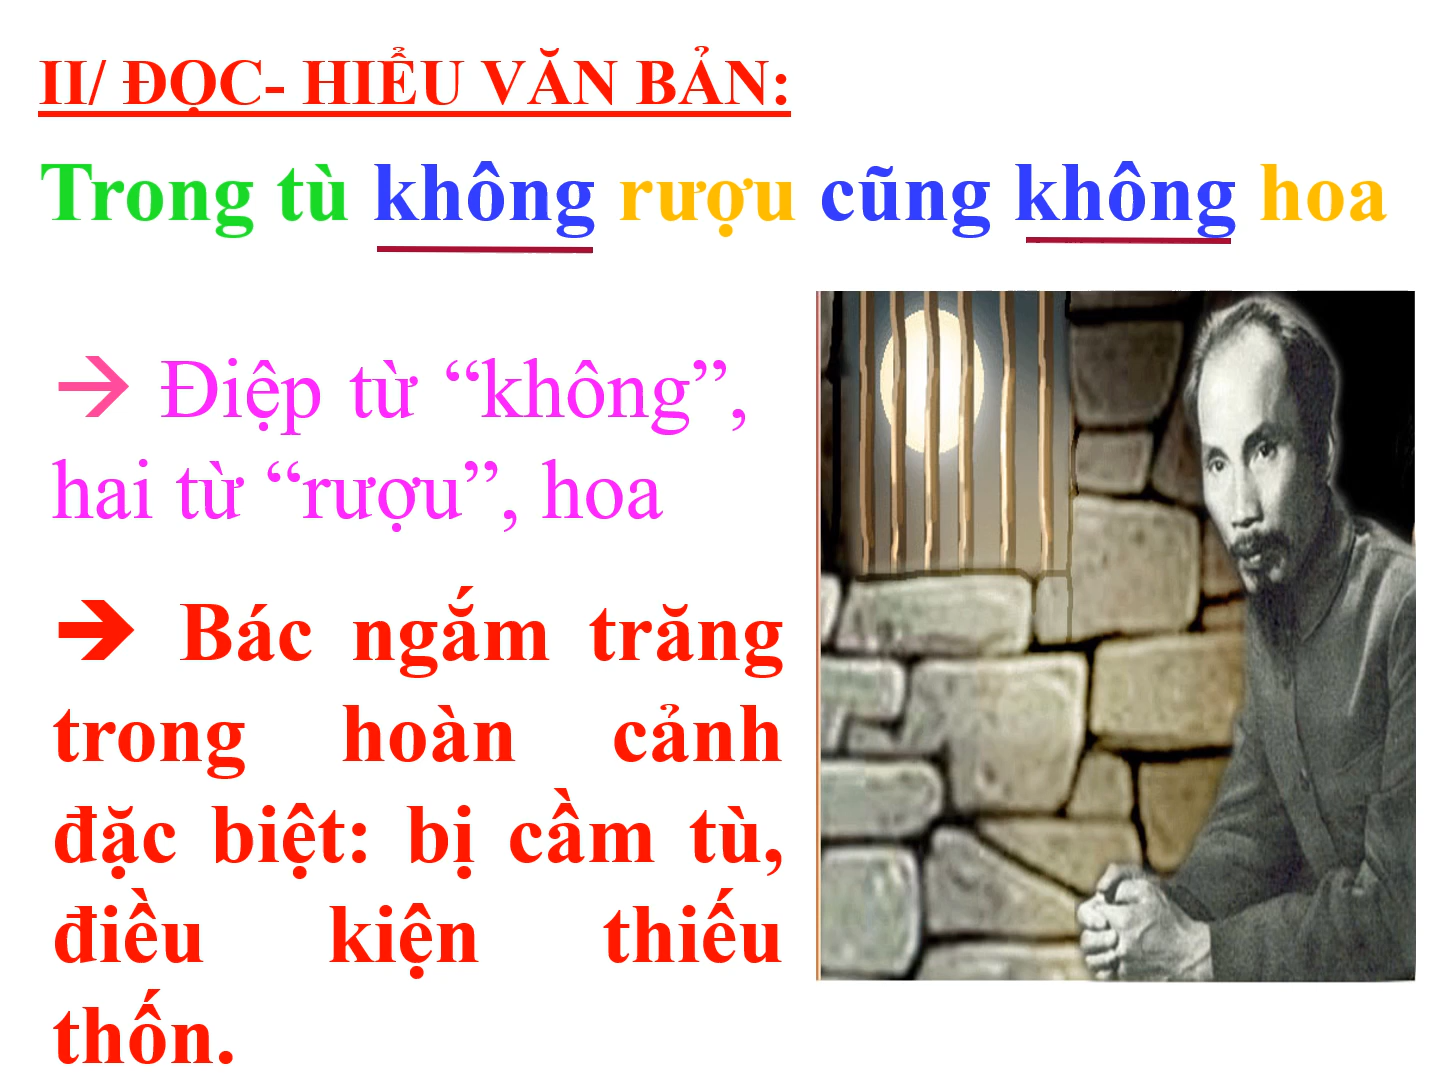 II/ ĐỌC- HIỂU VĂN BẢN:
Trong tù không rượu cũng không hoa
→ Điệp từ “không”,
hai từ “rượu”, hoa
→ Bác ngắm trăng
trong hoàn cảnh
đặc biệt: bị cầm tù,
điều kiện thiếu
thốn.